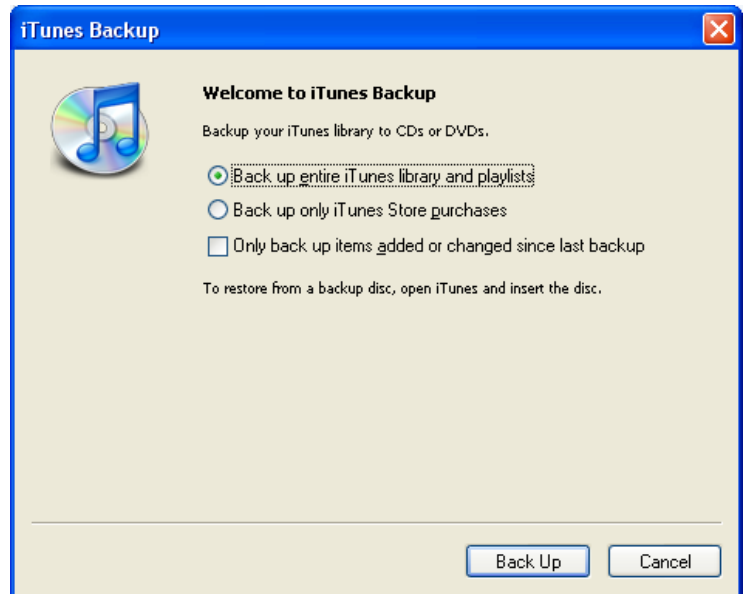 iTunes Backup
Welcome to iTunes Backup
Backup your iTunes library to CDs or DVDs.
Back up entire iTunes library and playlists
Back up only iTunes Store purchases
Only back up items added or changed since last backup
To restore from a backup disc, open iTunes and insert the disc.
Back Up
Cancel